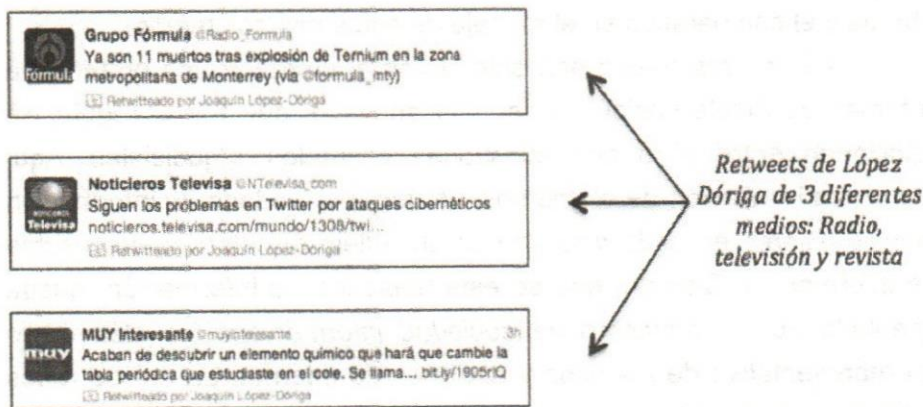 Grupo Fórmula @Radio_Formula
Ya son 11 muertos tras explosión de Ternium en la zona
metropolitana de Monterrey (vía @formula_mty)
Retwitteado por Joaquín López-Dóriga
Fórmula
Noticieros Televisa @NTelevisa_com
Siguen los problemas en Twitter por ataques cibernéticos
noticieros.televisa.com/mundo/1308/twi...
Retwitteado por Joaquín López-Dóriga
NOTICIEROS
Televisa
MUY Interesante @muyinteresante 3h
Acaban de descubrir un elemento químico que hará que cambie la
tabla periódica que estudiaste en el cole. Se llama... bit.ly/1905rlQ
Retwitteado por Joaquín López-Dóriga
muy
Retweets de López
Dóriga de 3 diferentes
medios: Radio,
televisión y revista